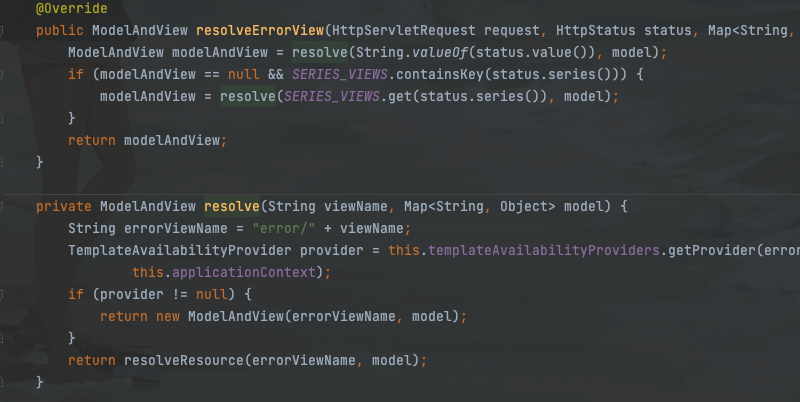 @Override
public ModelAndView resolveErrorView(HttpServletRequest request, HttpStatus status, Map<String,
ModelAndView modelAndView = resolve(String.valueOf(status.value()), model);
if (modelAndView == null && SERIES_VIEWS.containsKey(status.series())) {
modelAndView = resolve(SERIES_VIEWS.get(status.series()), model);
}
return modelAndView;
}
private ModelAndView resolve(String viewName, Map<String, Object> model) {
String errorViewName = "error/" + viewName;
TemplateAvailabilityProvider provider = this.templateAvailabilityProviders.getProvider(error
this.applicationContext);
if (provider != null) {
return new ModelAndView(errorViewName, model);
}
return resolveResource(errorViewName, model);
}